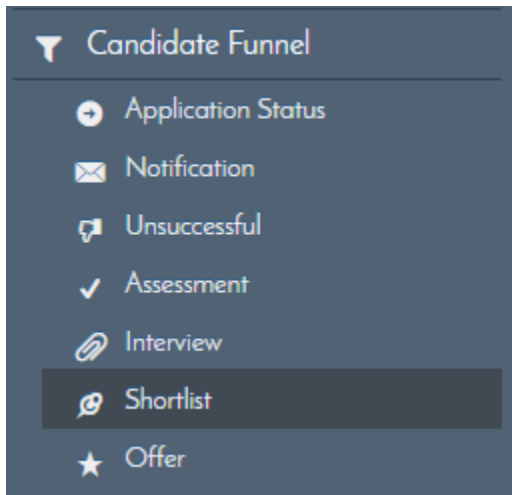 Candidate Funnel
Application Status
Notification
Unsuccessful
Assessment
Interview
Shortlist
Offer